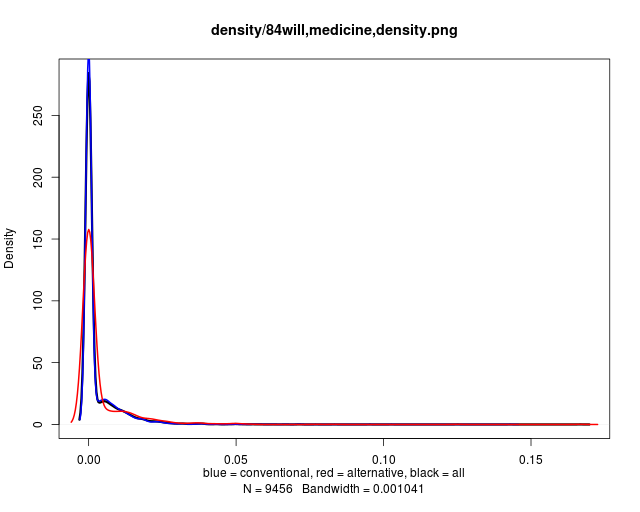 density/84will,medicine,density.png
250
200
150
100
50
0
Density
0.00 0.05 0.10 0.15
blue = conventional, red = alternative, black = all
N = 9456 Bandwidth = 0.001041